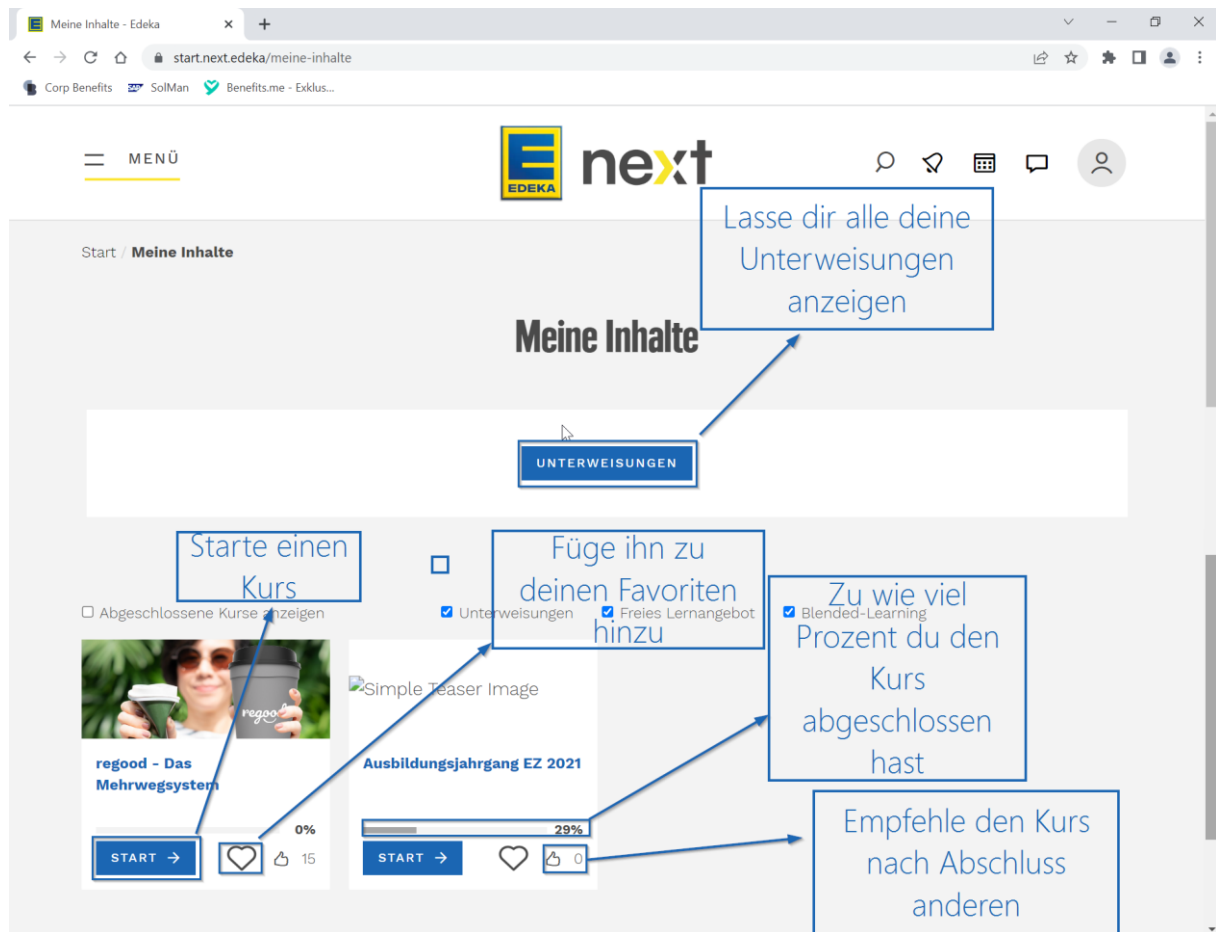 Meine Inhalte - Edeka
start.next.edeka/meine-inhalte
Corp Benefits SolMan Benefits.me - Exklus...
MENÜ
EDEKA
next
Lasse dir alle deine
Unterweisungen
anzeigen
Start / Meine Inhalte
Meine Inhalte
UNTERWEISUNGEN
Starte einen
Kurs
Füge ihn zu
deinen Favoriten
hinzu
Zu wie viel
Prozent du den
Kurs
abgeschlossen
hast
Abgeschlossene Kurse anzeigen Unterweisungen Freies Lernangebot Blended-Learning
regood
Simple Teaser Image
regood - Das
Mehrwegsystem
Ausbildungsjahrgang EZ 2021
0%
29%
START → 15
START → 0
Empfehle den Kurs
nach Abschluss
anderen